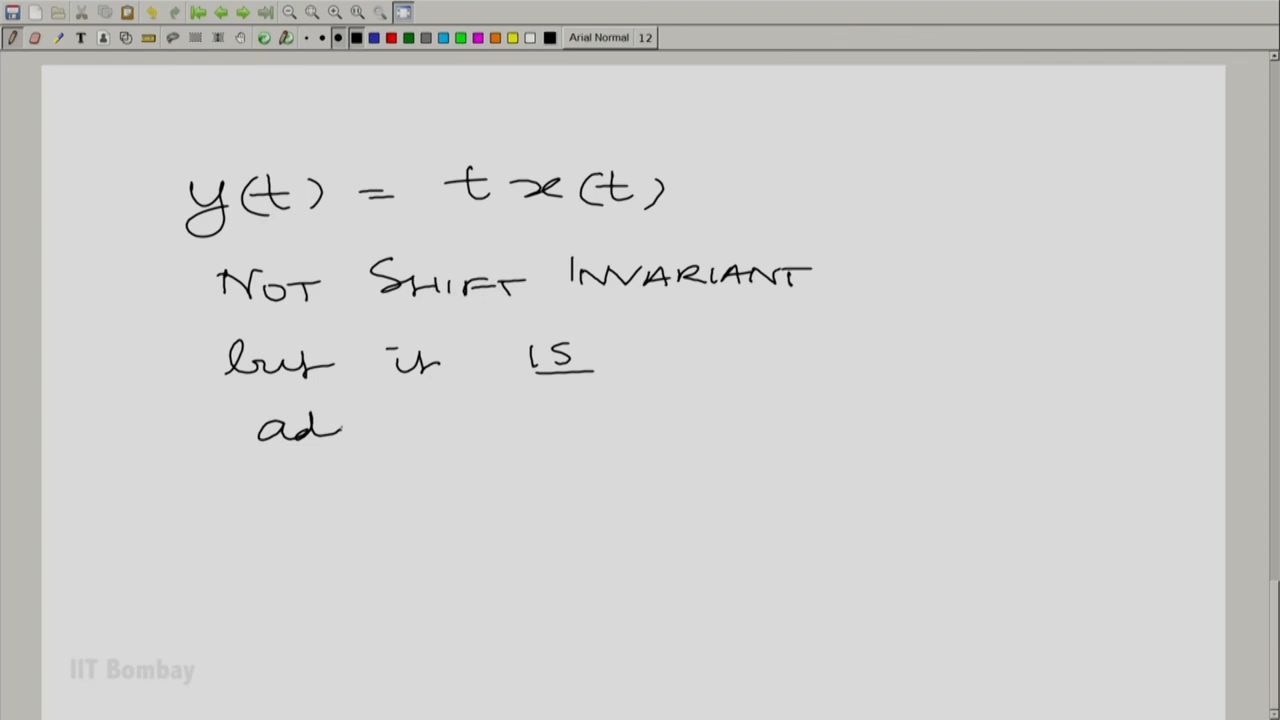 Arial Normal 12
y(t) = t x(t)
NOT SHIFT INVARIANT
but it IS
ad
IIT Bombay